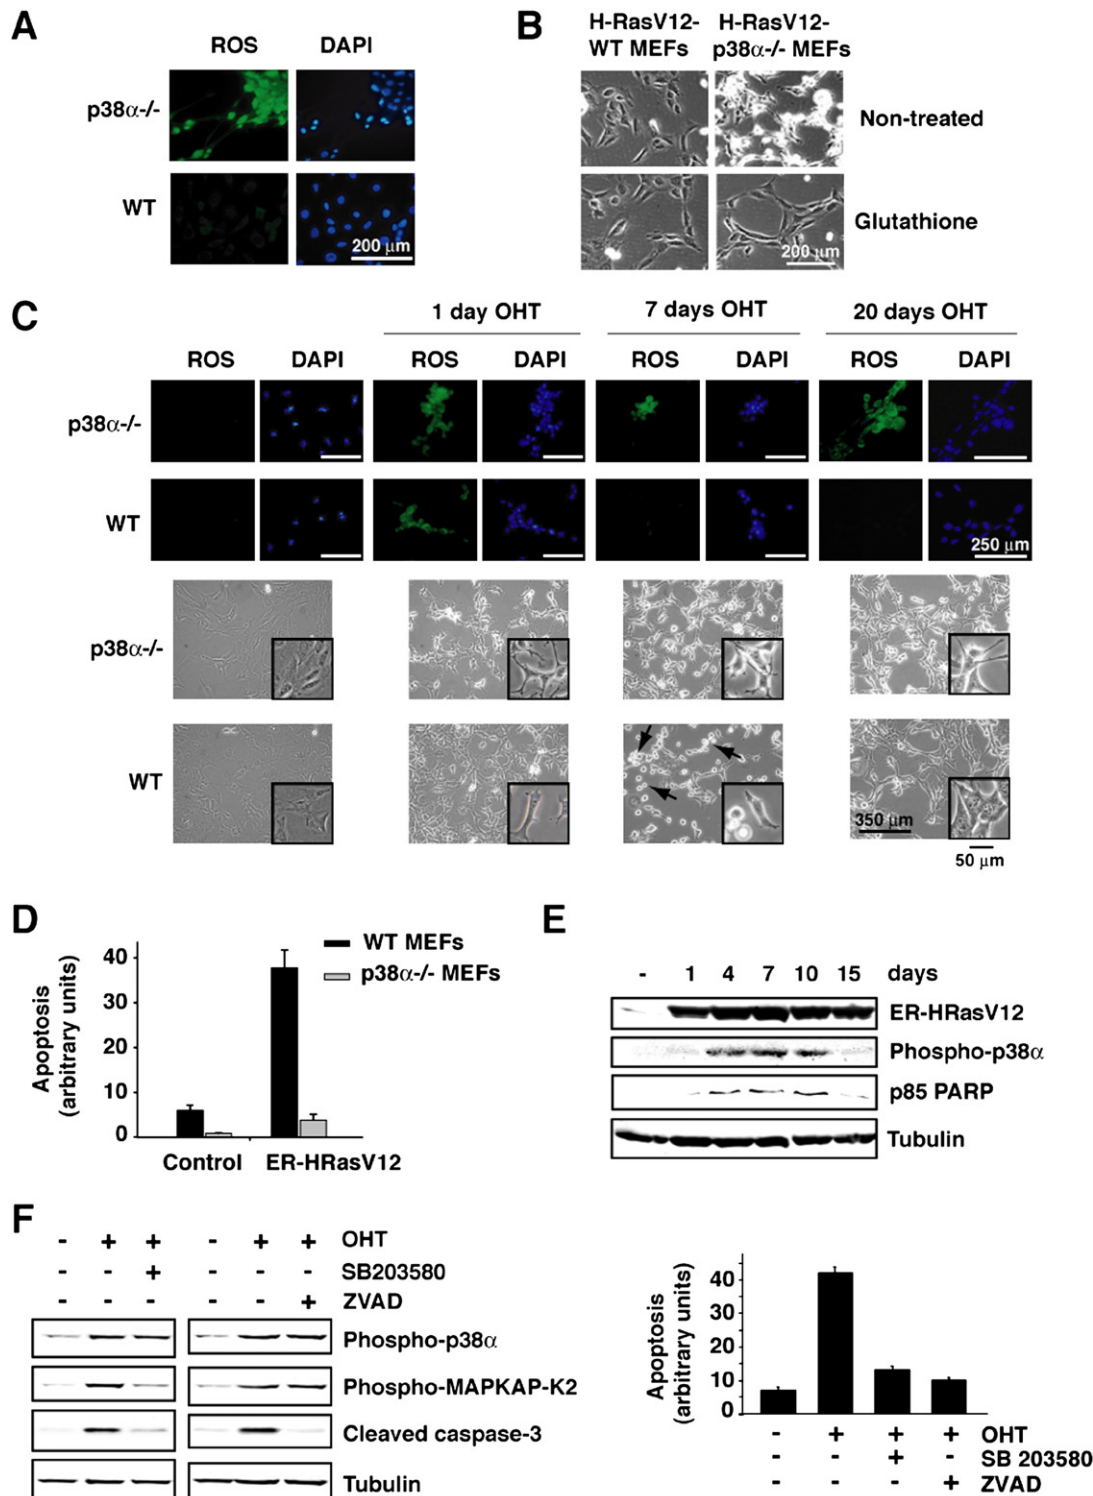 A
ROS DAPI
p38α-/-
WT
200 µm
B
H-RasV12- H-RasV12-
WT MEFs p38α-/- MEFs
Non-treated
Glutathione
200 µm
C
1 day OHT 7 days OHT 20 days OHT
ROS DAPI ROS DAPI ROS DAPI ROS DAPI
p38α-/-
WT
250 µm
p38α-/-
WT
350 µm
50 µm
D
WT MEFs
p38α-/- MEFs
Apoptosis
(arbitrary units)
40
30
20
10
0
Control ER-HRasV12
E
- 1 4 7 10 15 days
ER-HRasV12
Phospho-p38α
p85 PARP
Tubulin
F
- + + - + + OHT
- - + - - - SB203580
- - - - - + ZVAD
Phospho-p38α
Phospho-MAPKAP-K2
Cleaved caspase-3
Tubulin
Apoptosis
(arbitrary units)
40
30
20
10
0
- + + + OHT
- - + - SB 203580
- - - + ZVAD